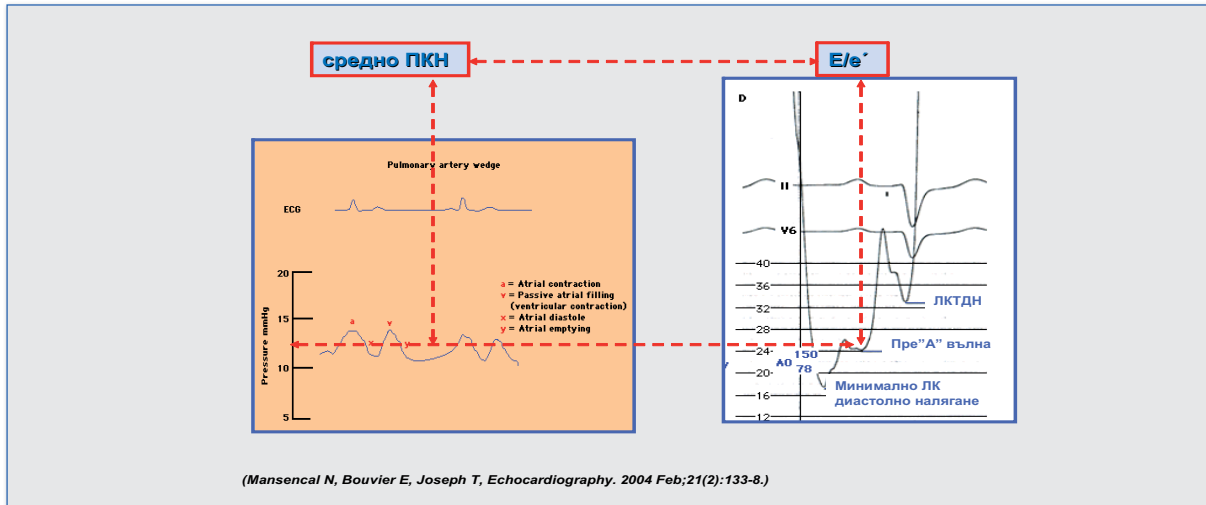 средно ПКН
E/e´
Pulmonary artery wedge
ECG
20
15
10
5
Pressure mmHg
a = Atrial contraction
v = Passive atrial filling
(ventricular contraction)
x = Atrial diastole
y = Atrial emptying
a
v
x
y
D
II
V6
40
36
32
28
24
20
16
12
AO 150
78
ЛКТДН
Пре”А” вълна
Минимално ЛК
диастолно налягане
(Mansencal N, Bouvier E, Joseph T, Echocardiography. 2004 Feb;21(2):133-8.)